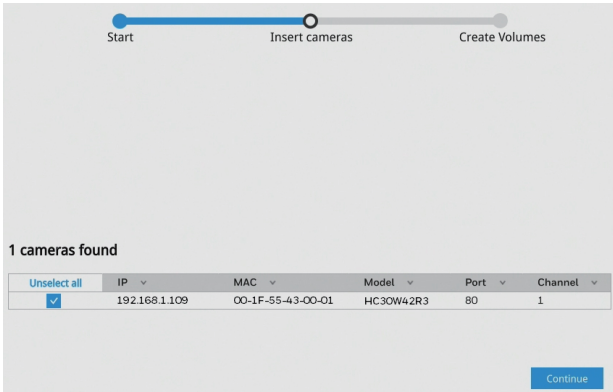 Start Insert cameras Create Volumes
1 cameras found
Unselect all IP MAC Model Port Channel
192.168.1.109 00-1F-55-43-00-01 HC30W42R3 80 1
Continue